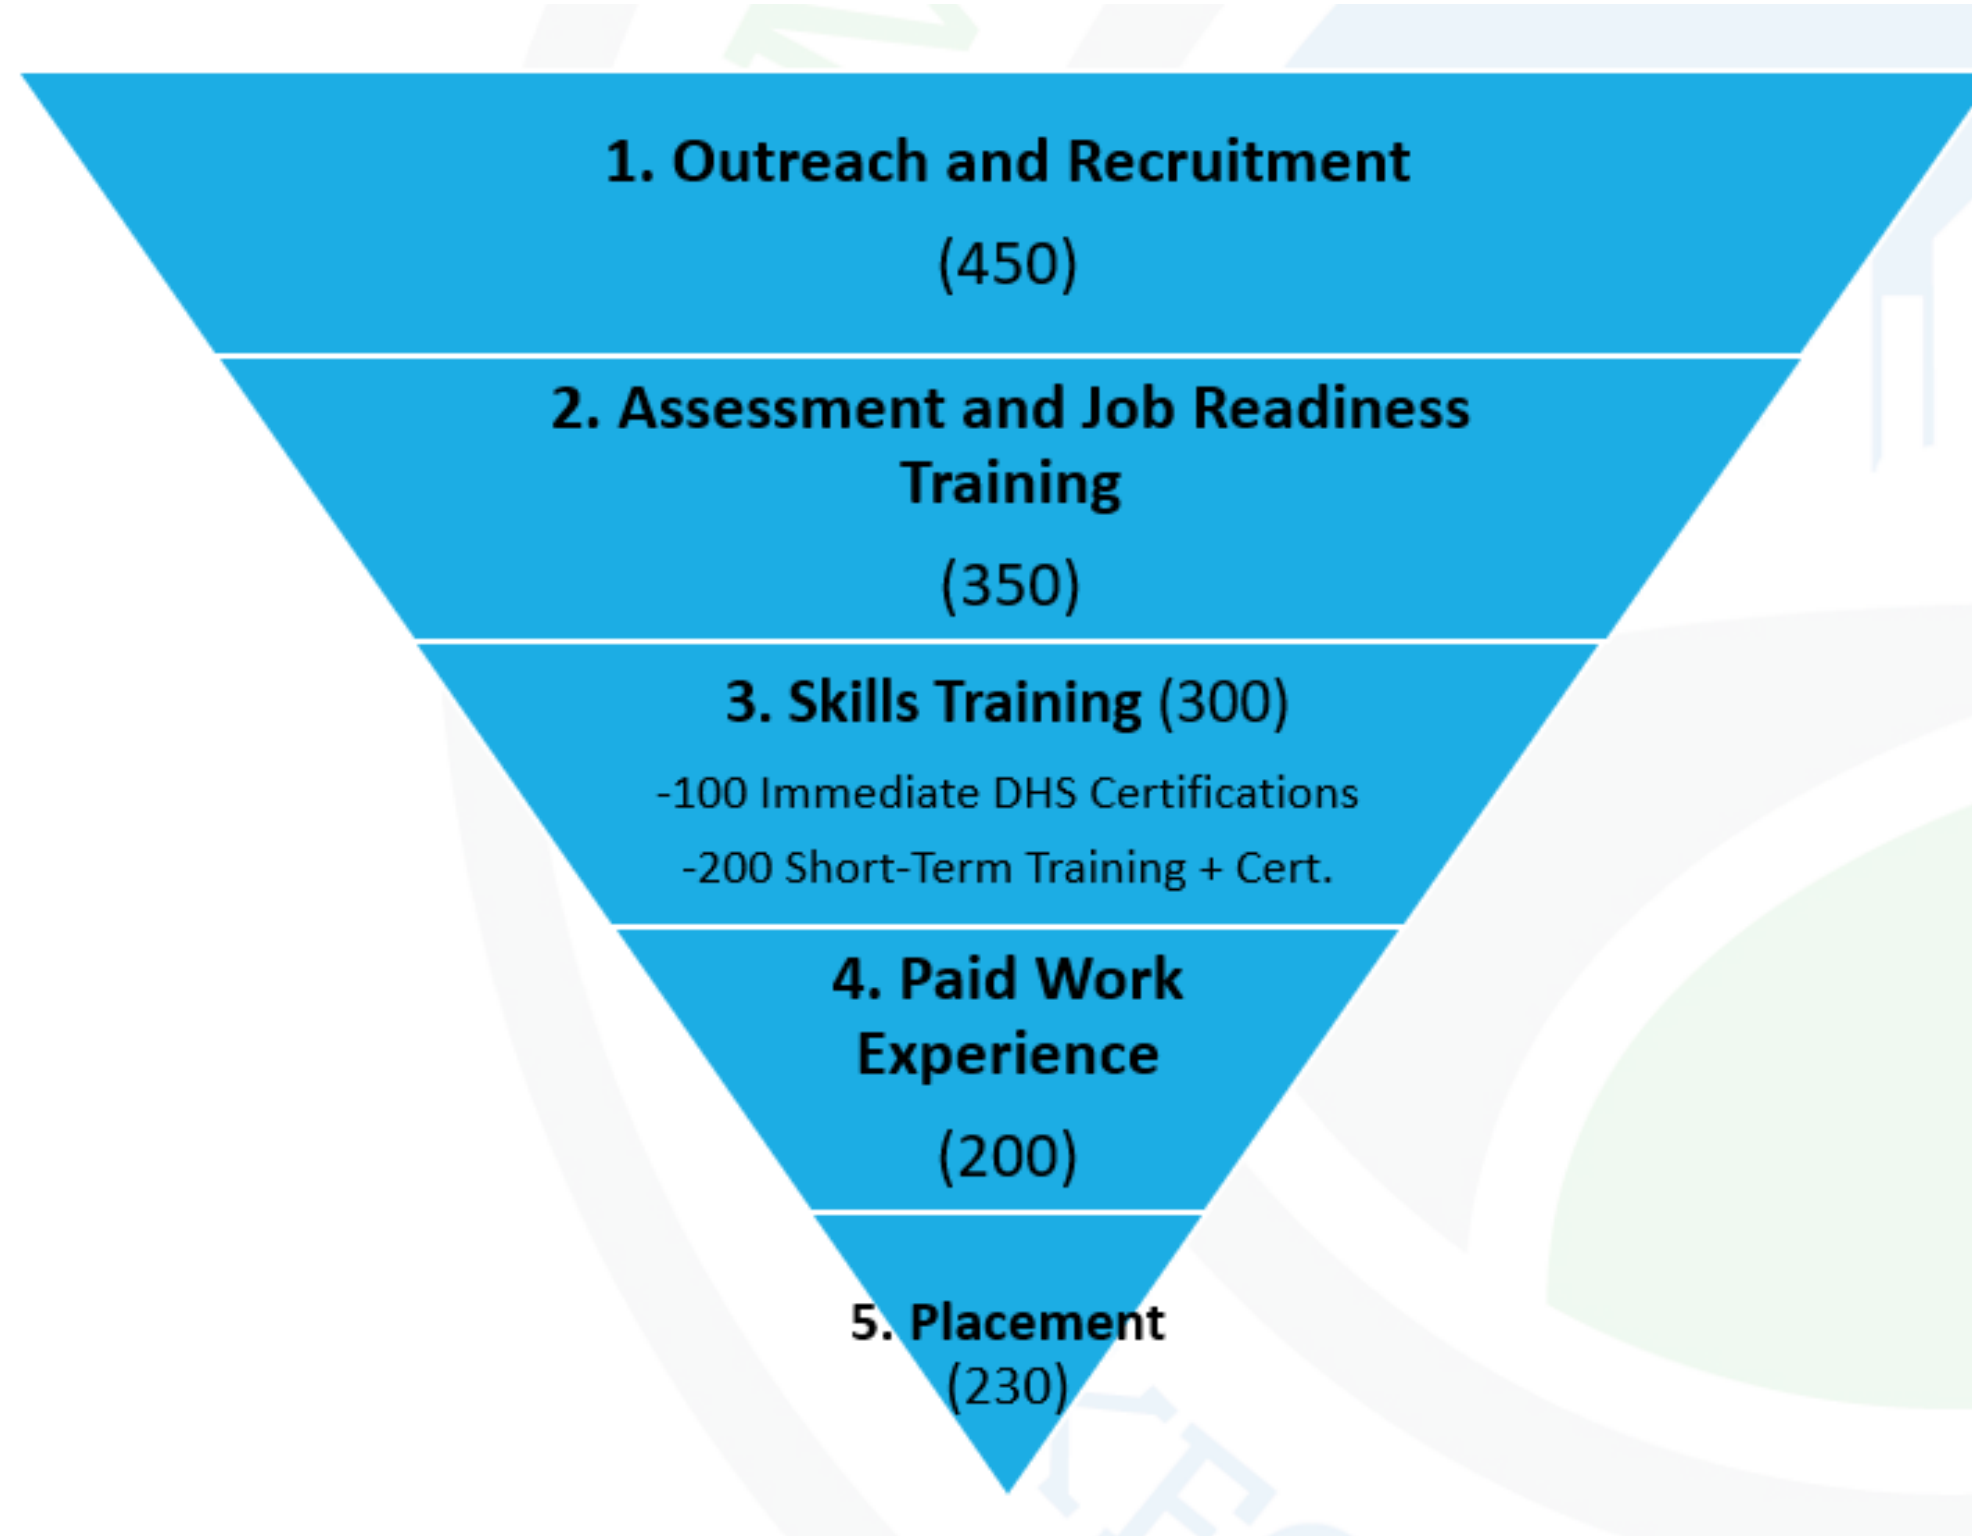 1. Outreach and Recruitment
(450)
2. Assessment and Job Readiness
Training
(350)
3. Skills Training (300)
-100 Immediate DHS Certifications
-200 Short-Term Training + Cert.
4. Paid Work
Experience
(200)
5. Placement
(230)